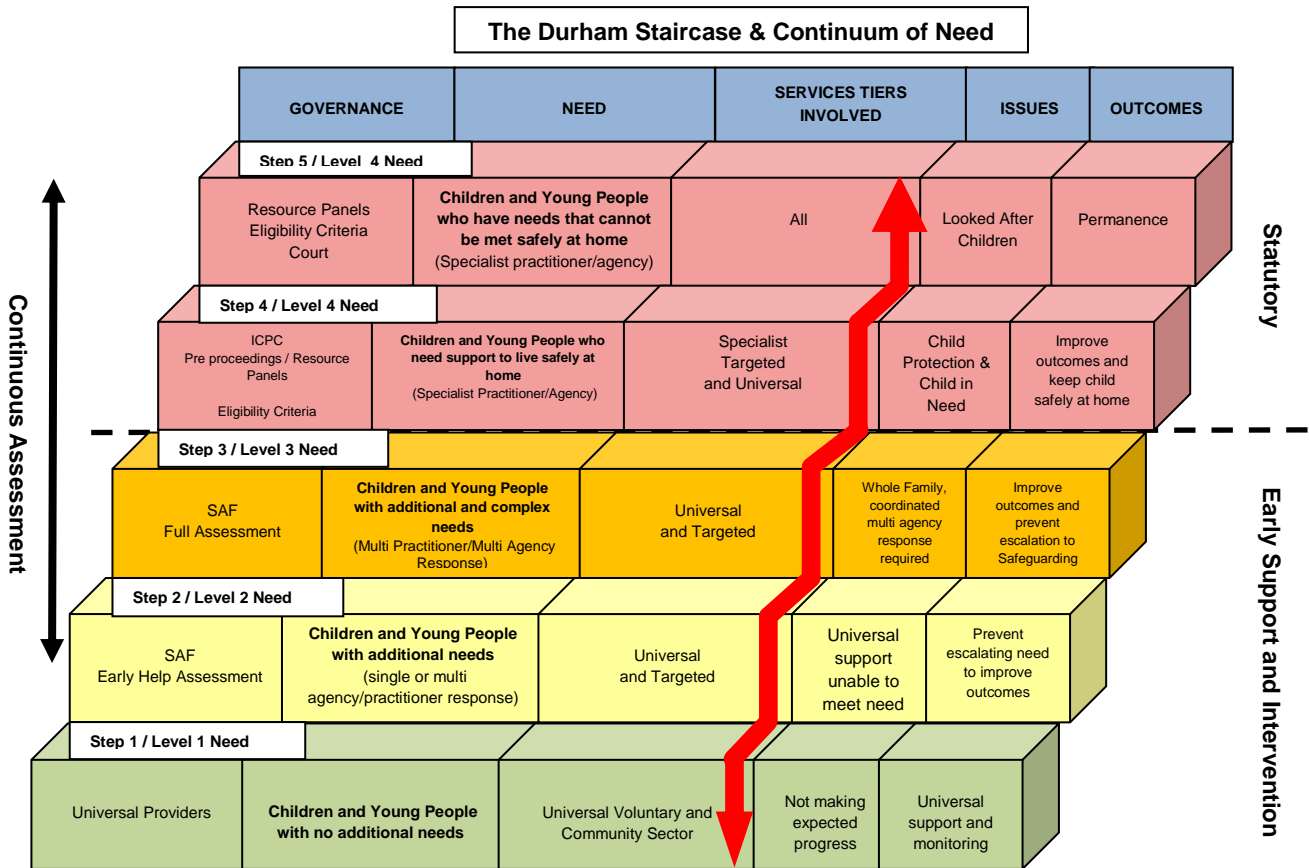 The Durham Staircase & Continuum of Need
GOVERNANCE
NEED
SERVICES TIERS
INVOLVED
ISSUES
OUTCOMES
Step 5 / Level 4 Need
Resource Panels
Eligibility Criteria
Court
Children and Young People
who have needs that cannot
be met safely at home
(Specialist practitioner/agency)
All
Looked After
Children
Permanence
Step 4 / Level 4 Need
ICPC
Pre proceedings / Resource
Panels
Eligibility Criteria
Children and Young People who
need support to live safely at
home
(Specialist Practitioner/Agency)
Specialist
Targeted
and Universal
Child
Protection &
Child in
Need
Improve
outcomes and
keep child
safely at home
Step 3 / Level 3 Need
SAF
Full Assessment
Children and Young People
with additional and complex
needs
(Multi Practitioner/Multi Agency
Response)
Universal
and Targeted
Whole Family,
coordinated
multi agency
response
required
Improve
outcomes and
prevent
escalation to
Safeguarding
Step 2 / Level 2 Need
SAF
Early Help Assessment
Children and Young People
with additional needs
(single or multi
agency/practitioner response)
Universal
and Targeted
Universal
support
unable to
meet need
Prevent
escalating need
to improve
outcomes
Step 1 / Level 1 Need
Universal Providers
Children and Young People
with no additional needs
Universal Voluntary and
Community Sector
Not making
expected
progress
Universal
support and
monitoring
Continuous Assessment
Statutory
Early Support and Intervention